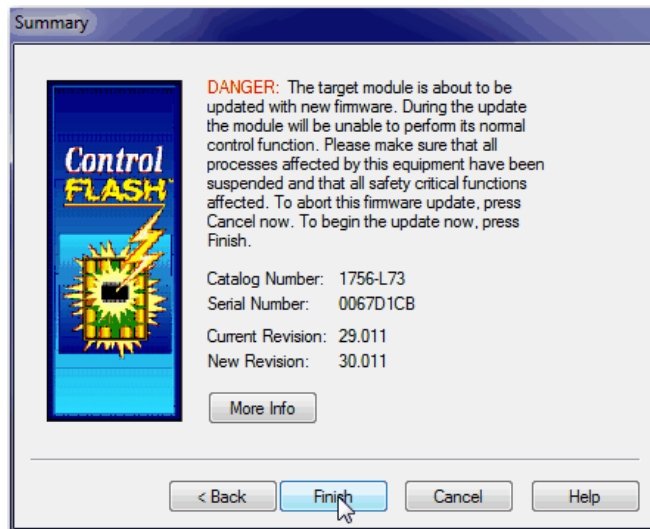 Summary
Control
FLASH
DANGER: The target module is about to be
updated with new firmware. During the update
the module will be unable to perform its normal
control function. Please make sure that all
processes affected by this equipment have been
suspended and that all safety critical functions
affected. To abort this firmware update, press
Cancel now. To begin the update now, press
Finish.
Catalog Number: 1756-L73
Serial Number: 0067D1CB
Current Revision: 29.011
New Revision: 30.011
More Info
< Back Finish Cancel Help